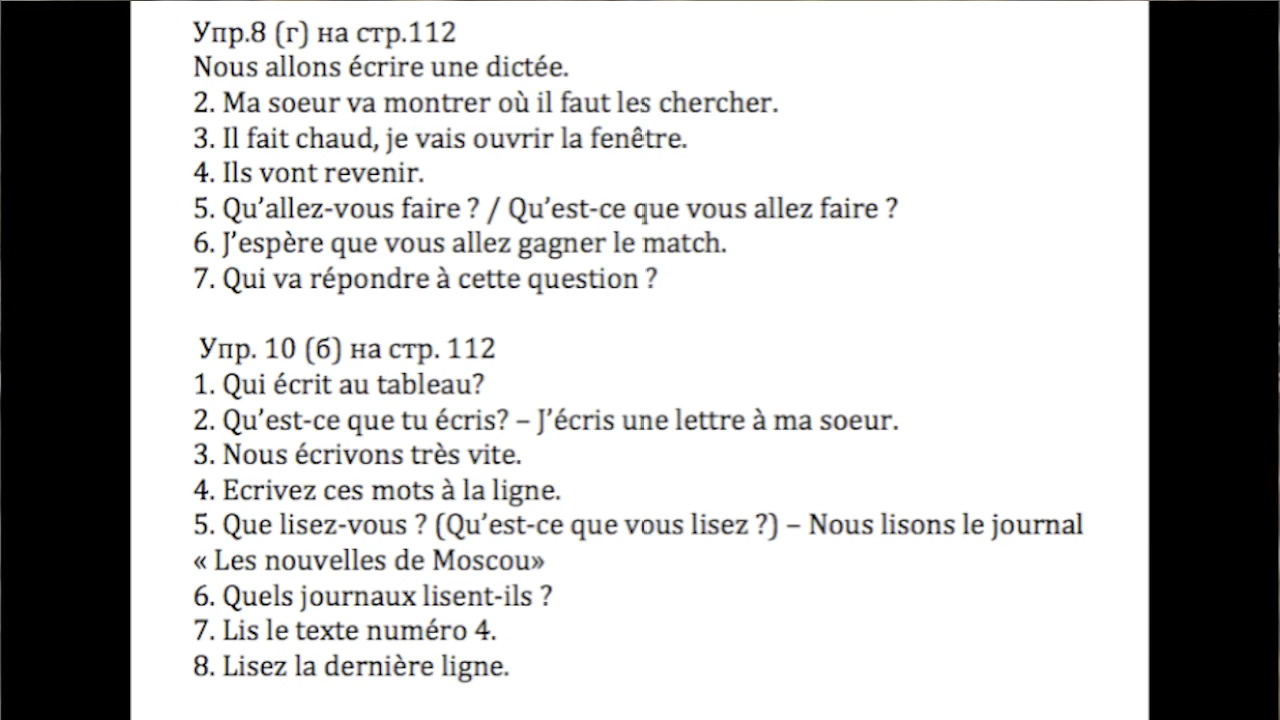 Упр.8 (г) на стр.112
Nous allons écrire une dictée.
2. Ma soeur va montrer où il faut les chercher.
3. Il fait chaud, je vais ouvrir la fenêtre.
4. Ils vont revenir.
5. Qu’allez-vous faire ? / Qu’est-ce que vous allez faire ?
6. J’espère que vous allez gagner le match.
7. Qui va répondre à cette question ?
Упр. 10 (б) на стр. 112
1. Qui écrit au tableau?
2. Qu’est-ce que tu écris? – J’écris une lettre à ma soeur.
3. Nous écrivons très vite.
4. Ecrivez ces mots à la ligne.
5. Que lisez-vous ? (Qu’est-ce que vous lisez ?) – Nous lisons le journal
« Les nouvelles de Moscou»
6. Quels journaux lisent-ils ?
7. Lis le texte numéro 4.
8. Lisez la dernière ligne.